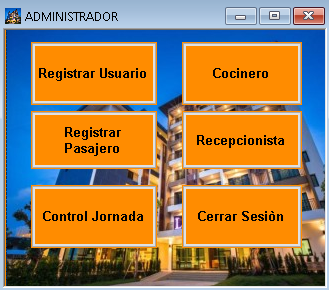 ADMINISTRADOR
Registrar Usuario
Cocinero
Registrar
Pasajero
Recepcionista
Control Jornada
Cerrar Sesiòn